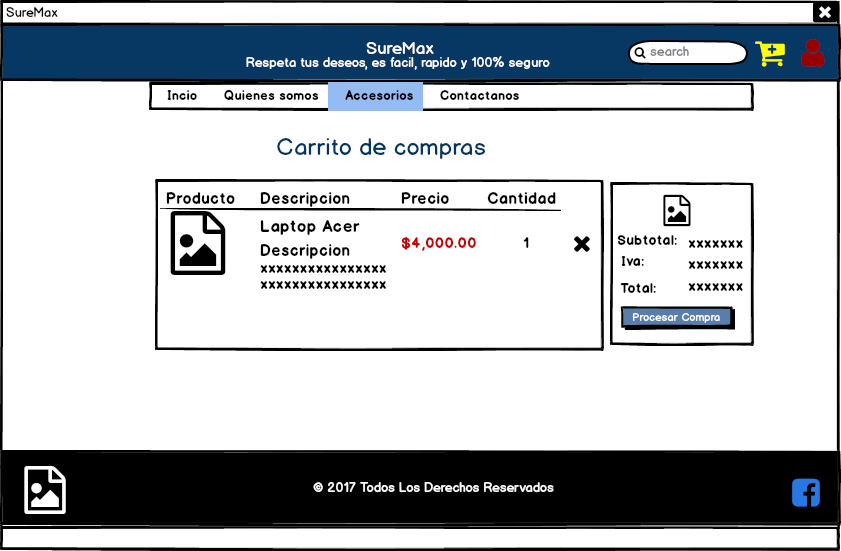 SureMax
SureMax
Respeta tus deseos, es facil, rapido y 100% seguro
search
Incio Quienes somos Accesorios Contactanos
Carrito de compras
Producto Descripcion Precio Cantidad
Laptop Acer
Descripcion
$4,000.00 1
xxxxxxxxxxxxxxxx
xxxxxxxxxxxxxxxx
Subtotal: xxxxxxx
Iva: xxxxxxx
Total: xxxxxxx
Procesar Compra
© 2017 Todos Los Derechos Reservados